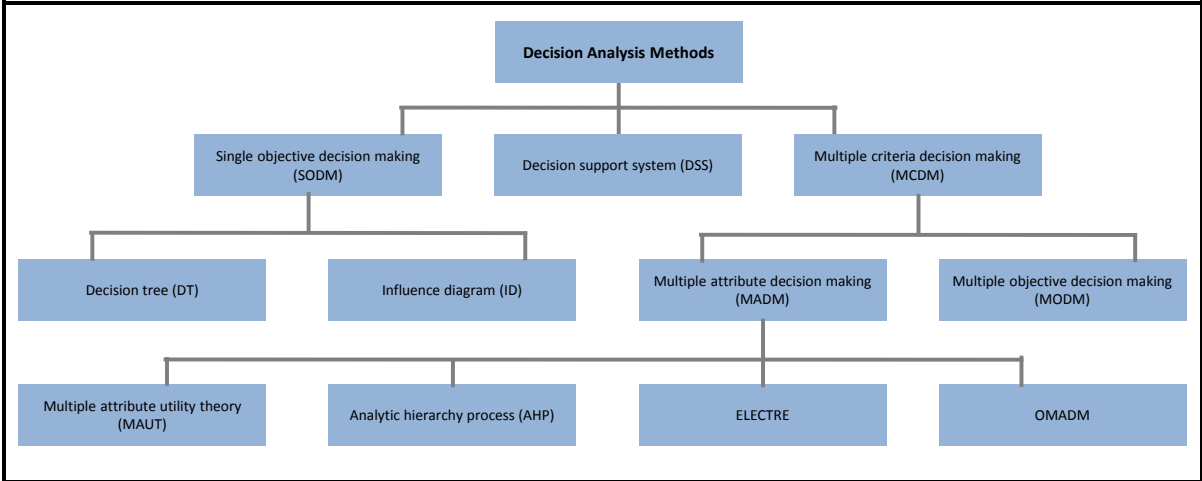 Decision Analysis Methods
Single objective decision making
(SODM)
Decision support system (DSS)
Multiple criteria decision making
(MCDM)
Decision tree (DT)
Influence diagram (ID)
Multiple attribute decision making
(MADM)
Multiple objective decision making
(MODM)
Multiple attribute utility theory
(MAUT)
Analytic hierarchy process (AHP)
ELECTRE
OMADM